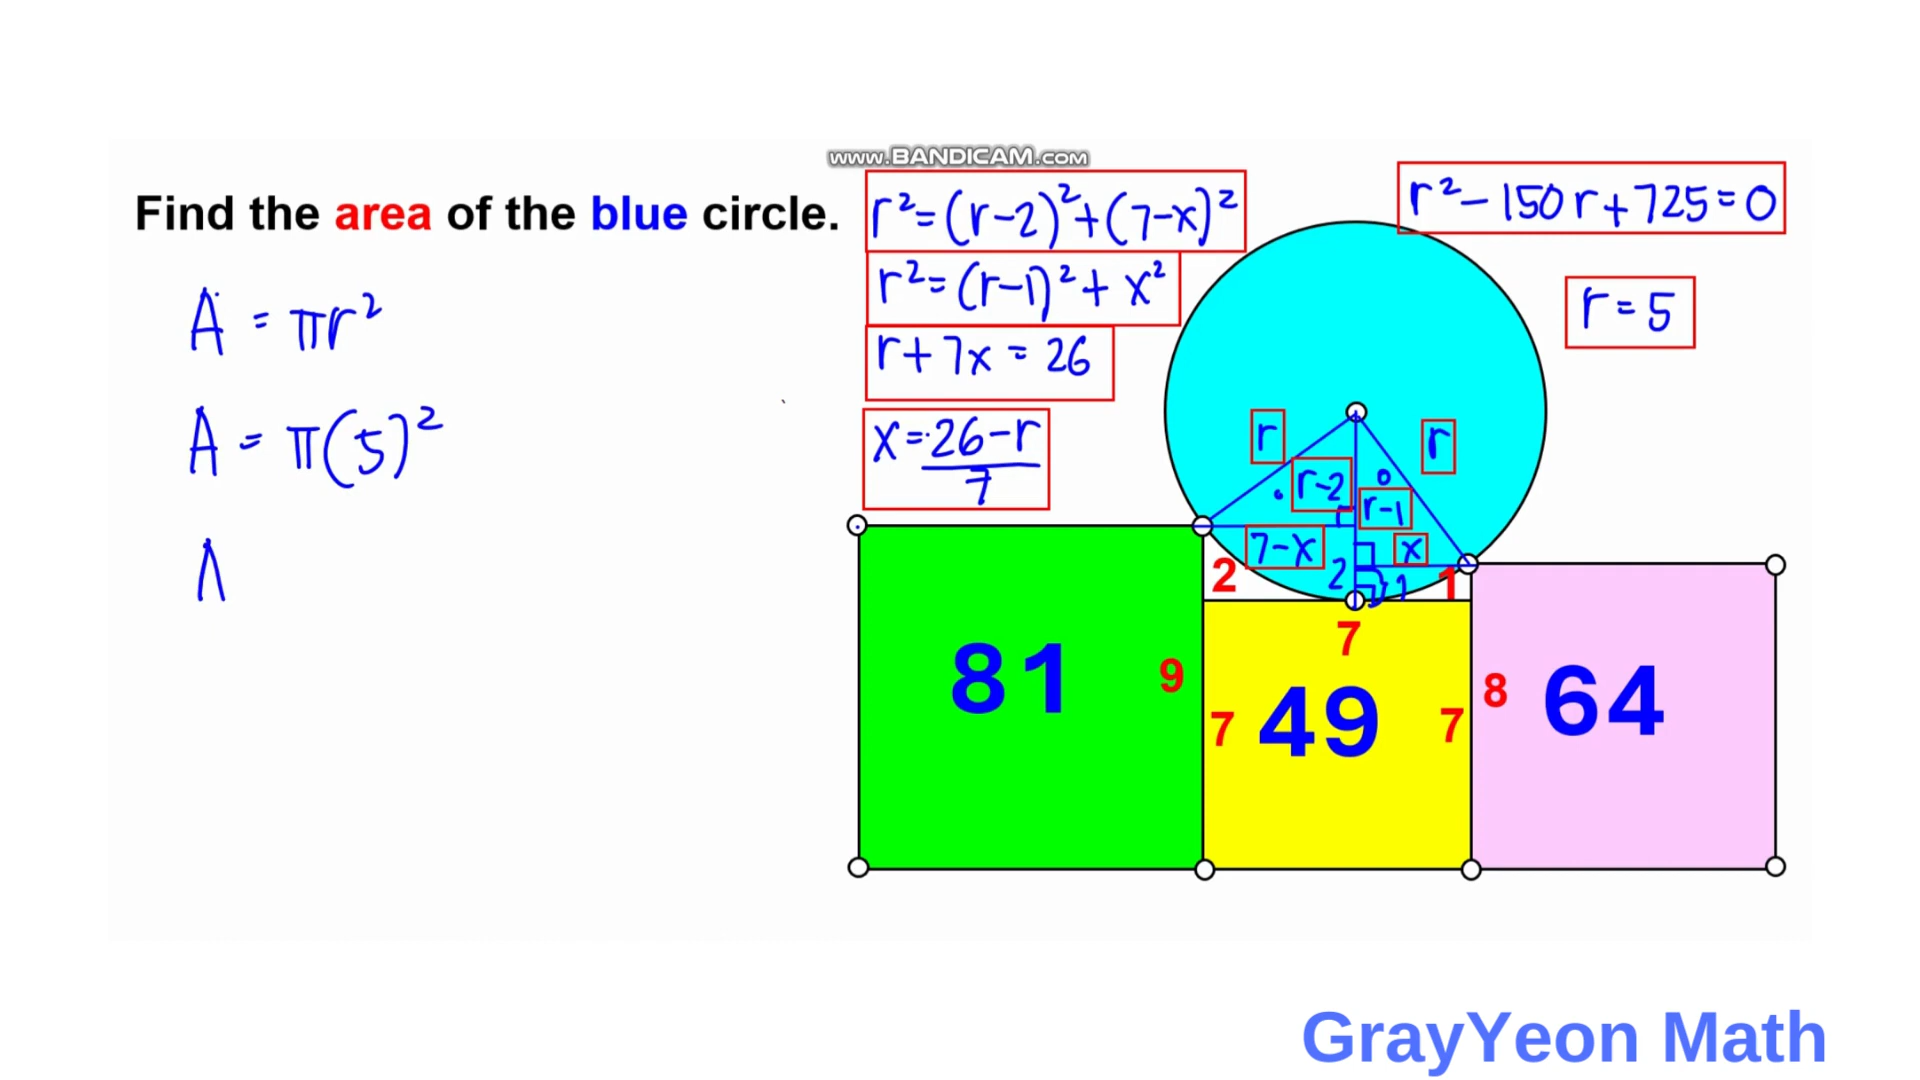 www.BANDICAM.com
Find the area of the blue circle.
A = πr²
A = π(5)²
r²=(r-2)²+(7-x)²
r²=(r-1)²+x²
r+7x=26
x=26-r/7
r²-150r+725=0
r=5
r
r
r-2
r-1
7-x
x
2
2
1
1
7
81
9
7
49
7
8
64
GrayYeon Math